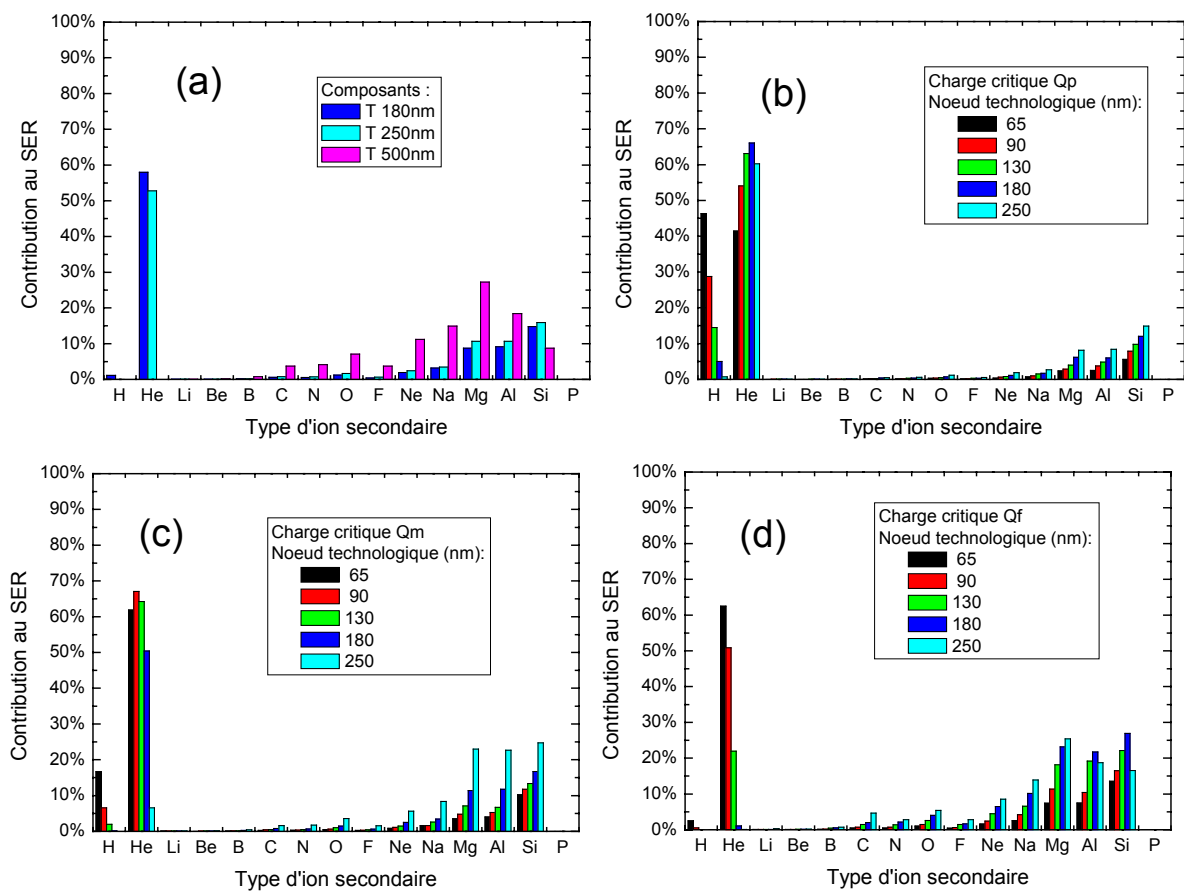 100%
90%
80%
70%
60%
50%
40%
30%
20%
10%
0%
Contribution au SER
(a)
Composants :
T 180nm
T 250nm
T 500nm
H He Li Be B C N O F Ne Na Mg Al Si P
Type d'ion secondaire
100%
90%
80%
70%
60%
50%
40%
30%
20%
10%
0%
Contribution au SER
(b)
Charge critique Qp
Noeud technologique (nm):
65
90
130
180
250
H He Li Be B C N O F Ne Na Mg Al Si P
Type d'ion secondaire
100%
90%
80%
70%
60%
50%
40%
30%
20%
10%
0%
Contribution au SER
(c)
Charge critique Qm
Noeud technologique (nm):
65
90
130
180
250
H He Li Be B C N O F Ne Na Mg Al Si P
Type d'ion secondaire
100%
90%
80%
70%
60%
50%
40%
30%
20%
10%
0%
Contribution au SER
(d)
Charge critique Qf
Noeud technologique (nm):
65
90
130
180
250
H He Li Be B C N O F Ne Na Mg Al Si P
Type d'ion secondaire